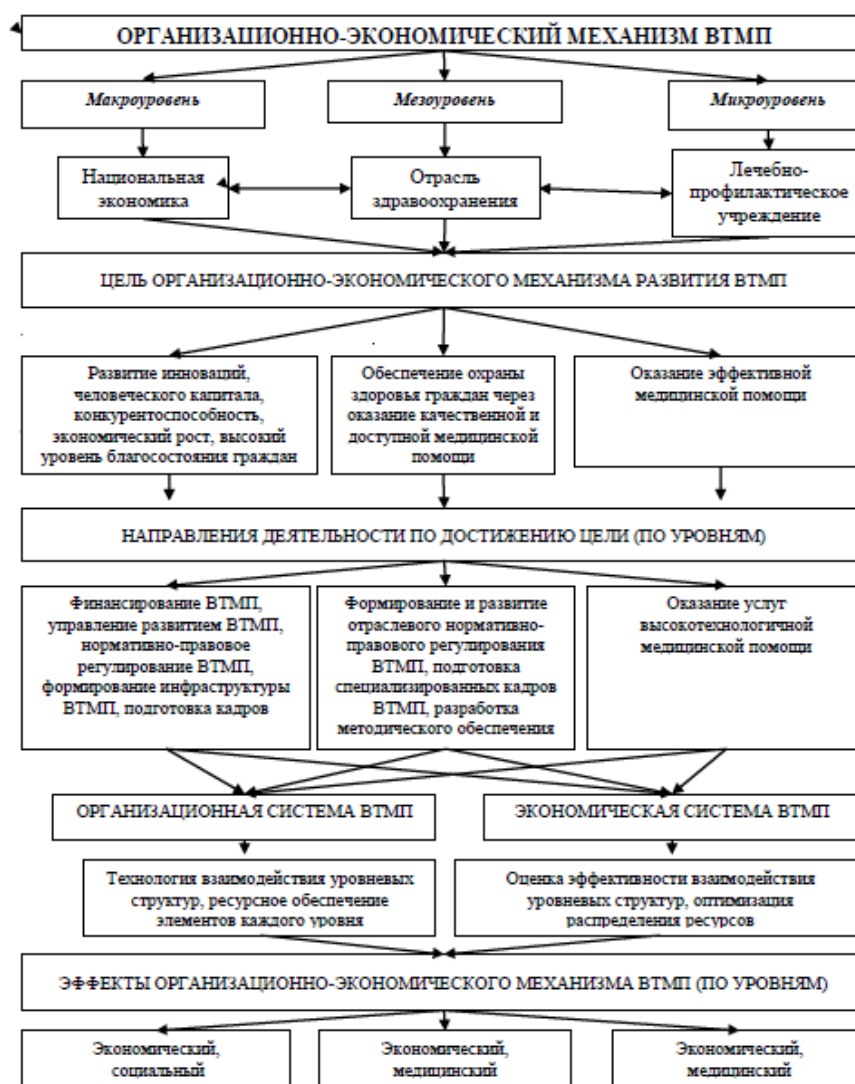 ОРГАНИЗАЦИОННО-ЭКОНОМИЧЕСКИЙ МЕХАНИЗМ ВТМП
Макроуровень
Мезоуровень
Микроуровень
Национальная
экономика
Отрасль
здравоохранения
Лечебно-
профилактическое
учреждение
ЦЕЛЬ ОРГАНИЗАЦИОННО-ЭКОНОМИЧЕСКОГО МЕХАНИЗМА РАЗВИТИЯ ВТМП
Развитие инноваций,
человеческого капитала,
конкурентоспособность,
экономический рост, высокий
уровень благосостояния граждан
Обеспечение охраны
здоровья граждан через
оказание качественной и
доступной медицинской
помощи
Оказание эффективной
медицинской помощи
НАПРАВЛЕНИЯ ДЕЯТЕЛЬНОСТИ ПО ДОСТИЖЕНИЮ ЦЕЛИ (ПО УРОВНЯМ)
Финансирование ВТМП,
управление развитием ВТМП,
нормативно-правовое
регулирование ВТМП,
формирование инфраструктуры
ВТМП, подготовка кадров
Формирование и развитие
отраслевого нормативно-
правового регулирования
ВТМП, подготовка
специализированных кадров
ВТМП, разработка
методического обеспечения
Оказание услуг
высокотехнологичной
медицинской помощи
ОРГАНИЗАЦИОННАЯ СИСТЕМА ВТМП
ЭКОНОМИЧЕСКАЯ СИСТЕМА ВТМП
Технология взаимодействия уровневых
структур, ресурсное обеспечение
элементов каждого уровня
Оценка эффективности взаимодействия
уровневых структур, оптимизация
распределения ресурсов
ЭФФЕКТЫ ОРГАНИЗАЦИОННО-ЭКОНОМИЧЕСКОГО МЕХАНИЗМА ВТМП (ПО УРОВНЯМ)
Экономический,
социальный
Экономический,
медицинский
Экономический,
медицинский